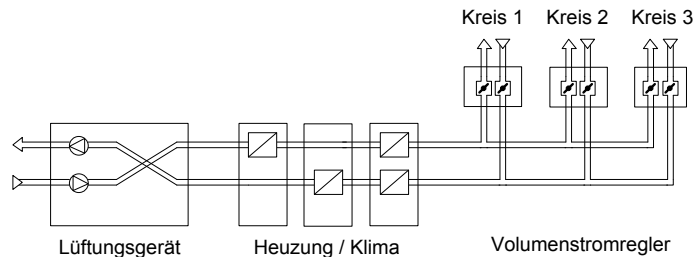 Kreis 1 Kreis 2 Kreis 3
Lüftungsgerät Heuzung / Klima Volumenstromregler